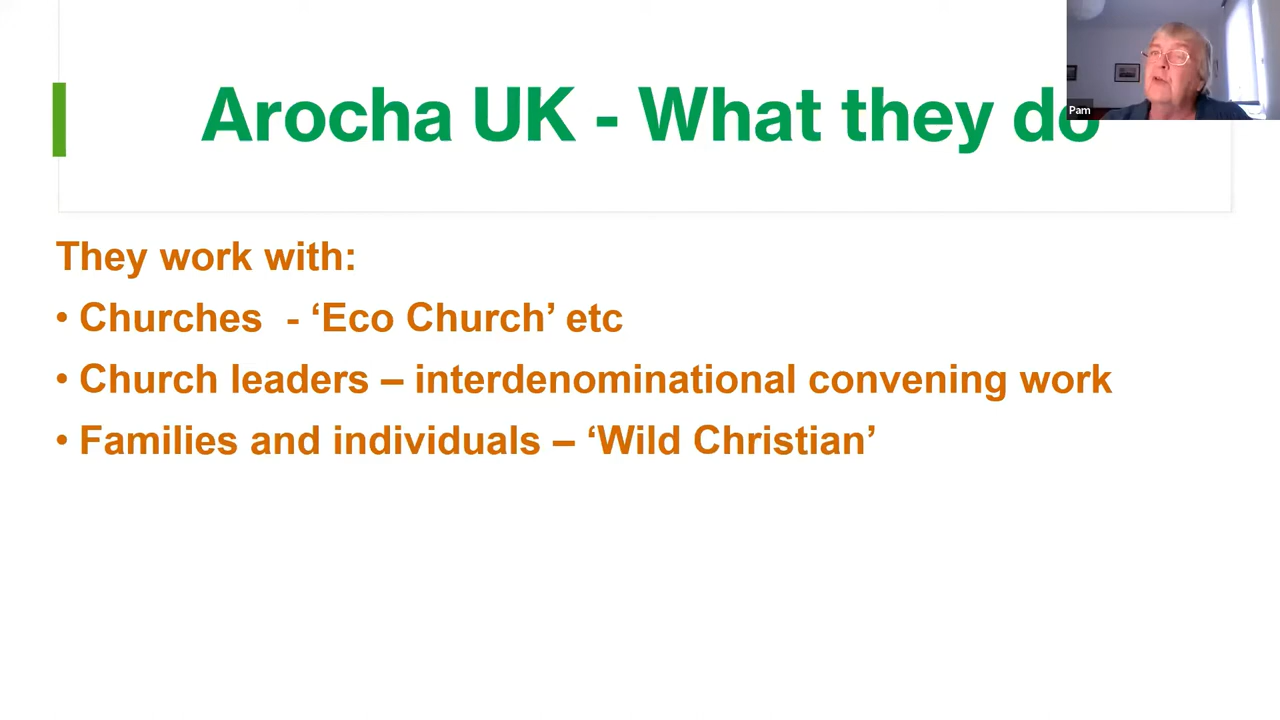 Arocha UK - What they do
Pam
They work with:
• Churches - ‘Eco Church’ etc
• Church leaders – interdenominational convening work
• Families and individuals – ‘Wild Christian’